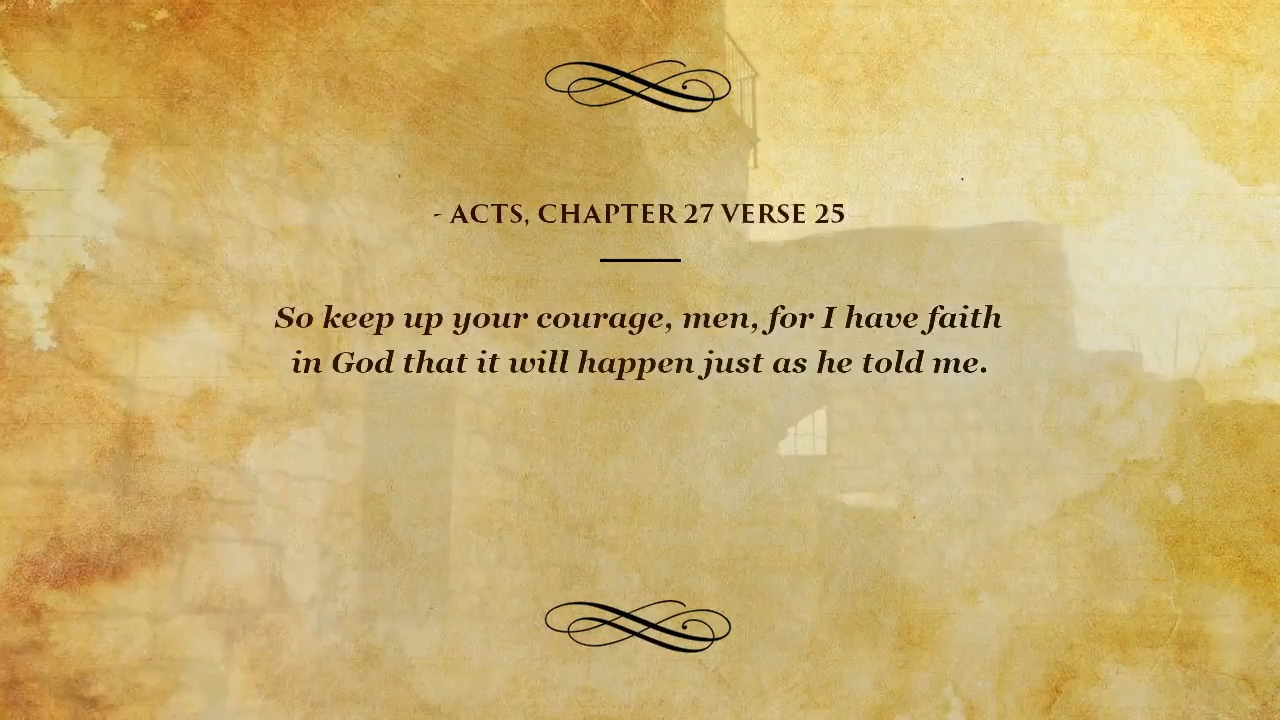 - ACTS, CHAPTER 27 VERSE 25
So keep up your courage, men, for I have faith
in God that it will happen just as he told me.